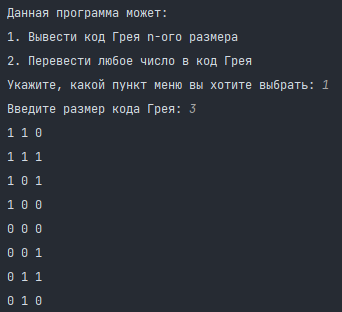 Данная программа может:
1. Вывести код Грея n-ого размера
2. Перевести любое число в код Грея
Укажите, какой пункт меню вы хотите выбрать: 1
Введите размер кода Грея: 3
1 1 0
1 1 1
1 0 1
1 0 0
0 0 0
0 0 1
0 1 1
0 1 0